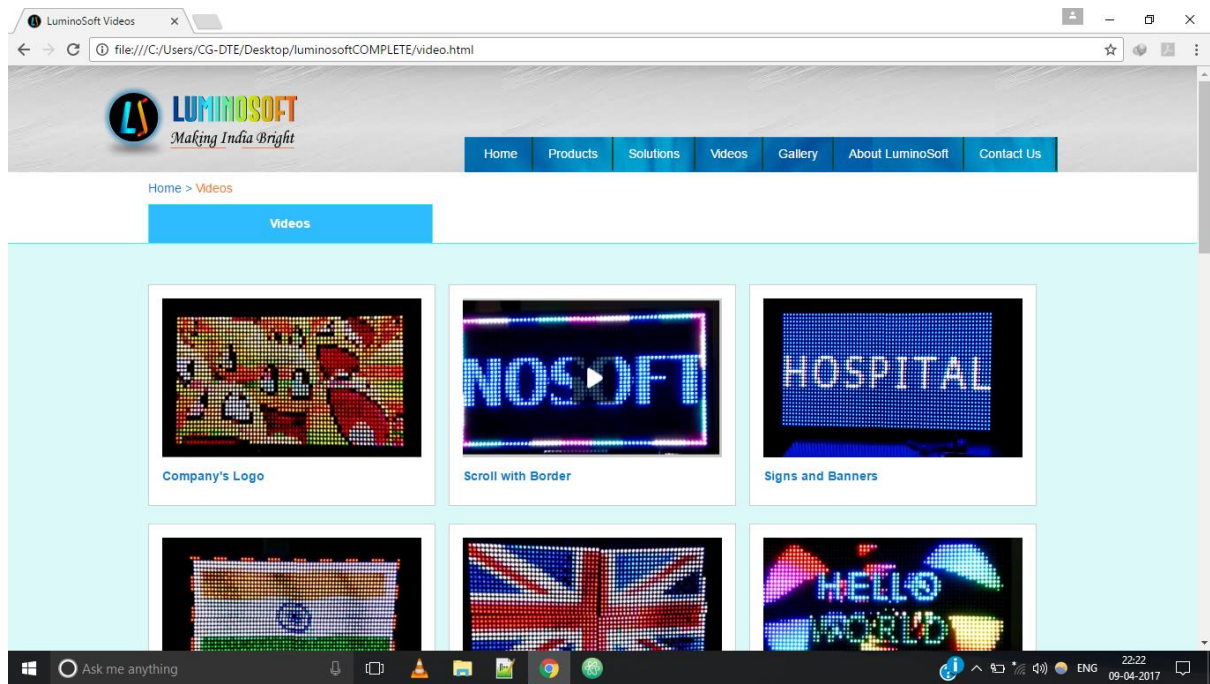 LuminoSoft Videos
file:///C:/Users/CG-DTE/Desktop/luminosoftCOMPLETE/video.html
LS LUMINOSOFT
Making India Bright
Home Products Solutions Videos Gallery About LuminoSoft Contact Us
Home > Videos
Videos
NOSOFT
HOSPITAL
Company's Logo Scroll with Border Signs and Banners
HELLO
WORLD
Ask me anything
ENG
22:22
09-04-2017